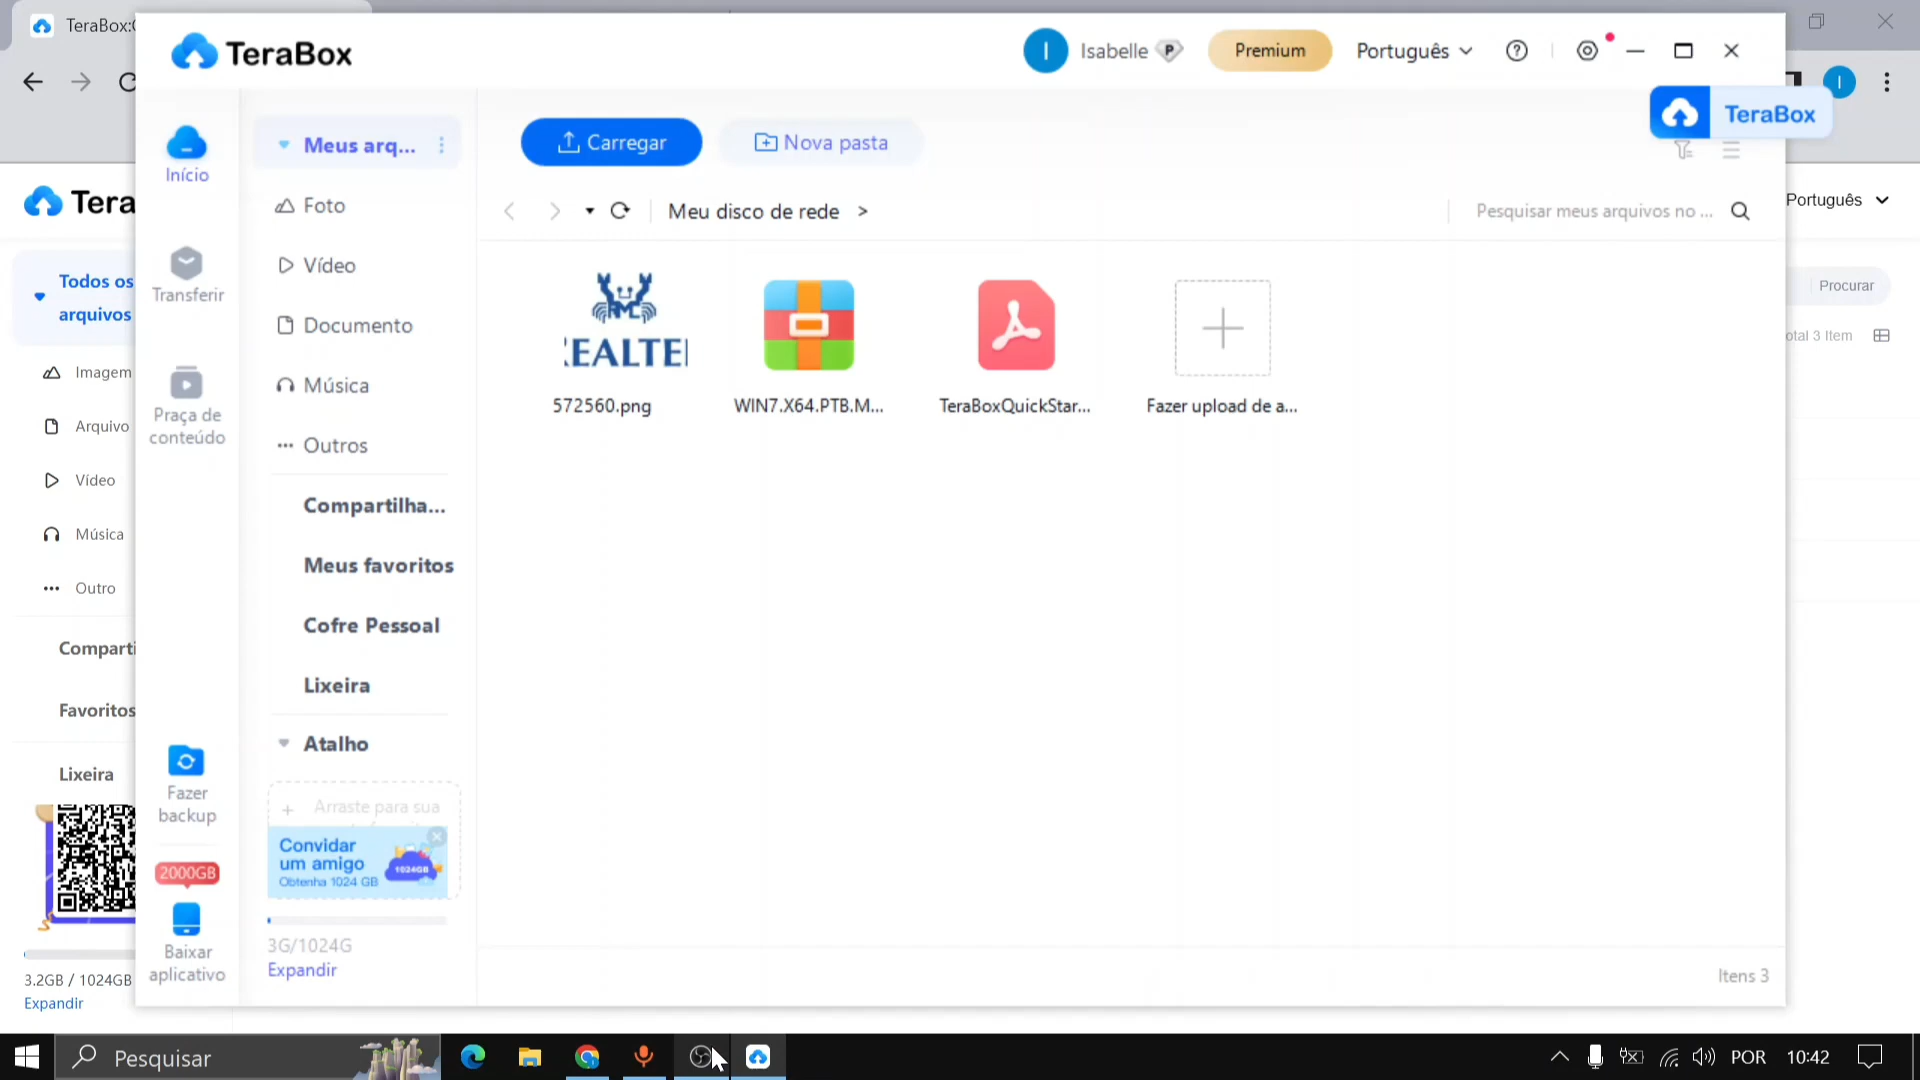 TeraBox:
TeraBox
Isabelle
Premium
Português
TeraBox
Tera
Português
Início
Meus arq...
Carregar
Nova pasta
Foto
Meu disco de rede >
Pesquisar meus arquivos no ...
Todos os
arquivos
Transferir
Vídeo
Procurar
Documento
REALTE
Total 3 Item
Imagem
Praça de
conteúdo
Música
572560.png
WIN7.X64.PTB.M...
TeraBoxQuickStar...
Fazer upload de a...
Arquivo
Outros
Vídeo
Compartilha...
Música
Meus favoritos
Outro
Cofre Pessoal
Comparti
Lixeira
Favoritos
Atalho
Lixeira
Fazer
backup
Arraste para sua
Convidar
um amigo
Obtenha 1024 GB
1024GB
2000GB
Baixar
aplicativo
3G/1024G
Expandir
3.2GB / 1024GB
Expandir
Itens 3
Pesquisar
POR
10:42